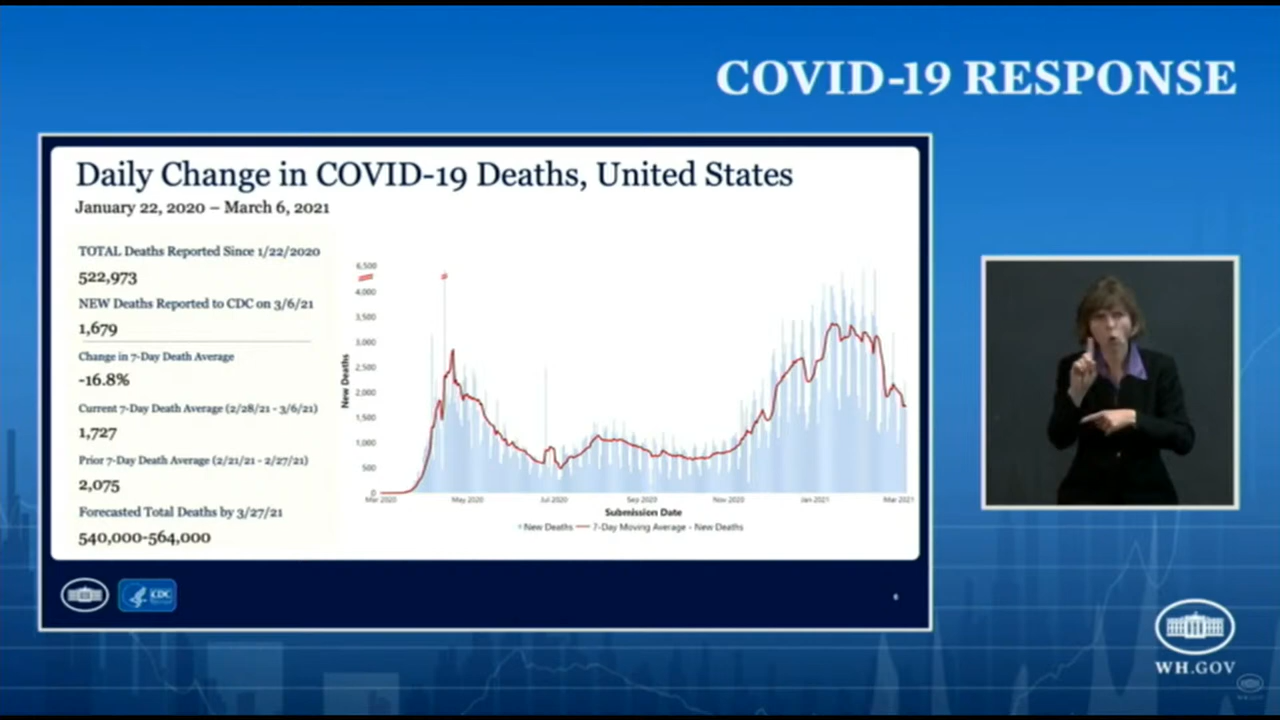 COVID-19 RESPONSE
Daily Change in COVID-19 Deaths, United States
January 22, 2020 – March 6, 2021
TOTAL Deaths Reported Since 1/22/2020
522,973
NEW Deaths Reported to CDC on 3/6/21
1,679
Change in 7-Day Death Average
-16.8%
Current 7-Day Death Average (2/28/21 - 3/6/21)
1,727
Prior 7-Day Death Average (2/21/21 - 2/27/21)
2,075
Forecasted Total Deaths by 3/27/21
540,000-564,000
New Deaths
6,500
4,000
3,500
3,000
2,500
2,000
1,500
1,000
500
0
Mar 2020 May 2020 Jul 2020 Sep 2020 Nov 2020 Jan 2021 Mar 2021
Submission Date
New Deaths 7-Day Moving Average - New Deaths
CDC
6
WH.GOV
WH.GOV